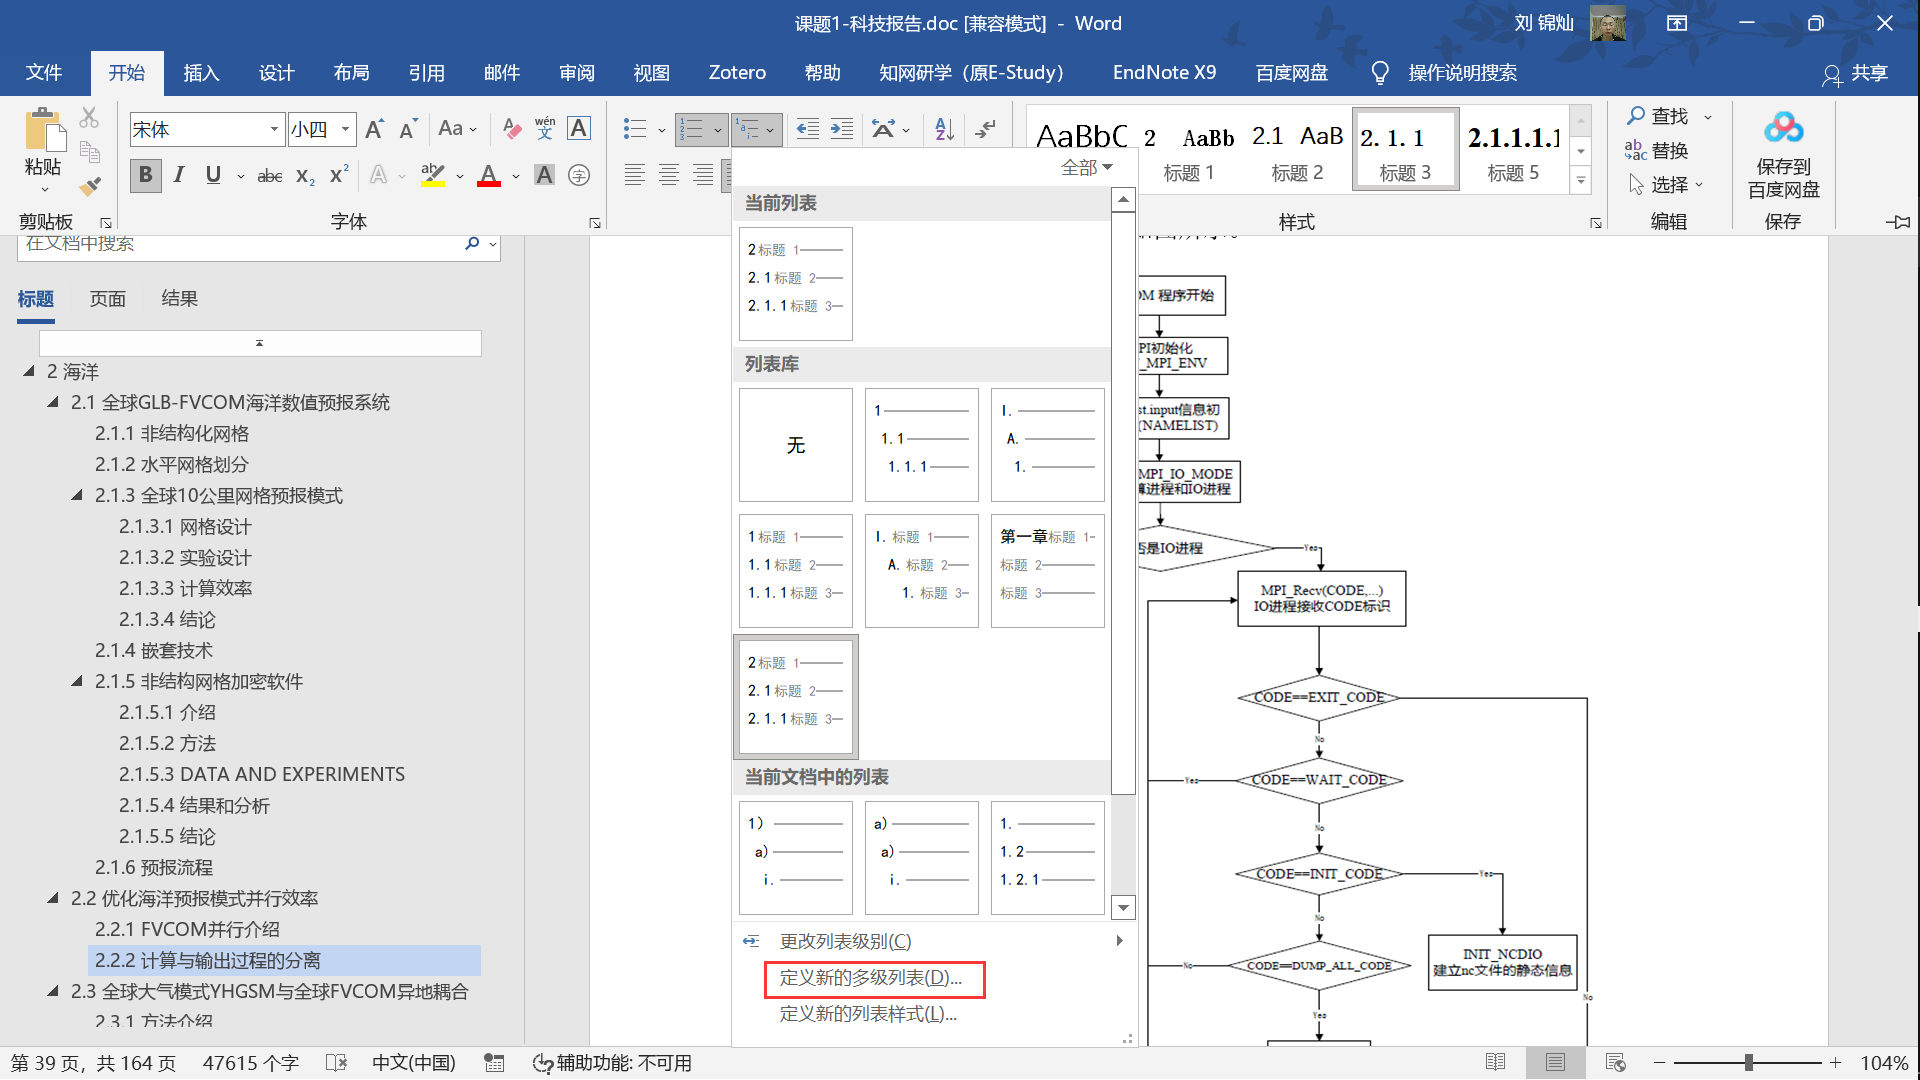 课题1-科技报告.doc [兼容模式] - Word
刘 锦灿
文件 开始 插入 设计 布局 引用 邮件 审阅 视图 Zotero 帮助 知网研学（原E-Study） EndNote X9 百度网盘 操作说明搜索 共享
粘贴
剪贴板
宋体 小四 Aa wén 文 A
B I U abc X₂ X² A ab A A 字
字体
AaBbC
2 AaBb
标题 1
2.1 AaB
标题 2
2.1.1
标题 3
2.1.1.1.1
标题 5
样式
查找
替换
选择
编辑
保存到
百度网盘
保存
在文档中搜索
标题 页面 结果
2 海洋
2.1 全球GLB-FVCOM海洋数值预报系统
2.1.1 非结构化网格
2.1.2 水平网格划分
2.1.3 全球10公里网格预报模式
2.1.3.1 网格设计
2.1.3.2 实验设计
2.1.3.3 计算效率
2.1.3.4 结论
2.1.4 嵌套技术
2.1.5 非结构网格加密软件
2.1.5.1 介绍
2.1.5.2 方法
2.1.5.3 DATA AND EXPERIMENTS
2.1.5.4 结果和分析
2.1.5.5 结论
2.1.6 预报流程
2.2 优化海洋预报模式并行效率
2.2.1 FVCOM并行介绍
2.2.2 计算与输出过程的分离
2.3 全球大气模式YHGSM与全球FVCOM异地耦合
2.3.1 方法介绍
全部
当前列表
2 标题 1
2.1 标题 2
2.1.1 标题 3
列表库
无
1
1.1
1.1.1
I.
A.
1.
1 标题 1
1.1 标题 2
1.1.1 标题 3
I. 标题 1
A. 标题 2
1. 标题 3
第一章标题 1
标题 2
标题 3
2 标题 1
2.1 标题 2
2.1.1 标题 3
当前文档中的列表
1)
a)
i.
a)
a)
i.
1.
1.2
1.2.1
更改列表级别(C)
定义新的多级列表(D)...
定义新的列表样式(L)...
OM 程序开始
PI初始化
_MPI_ENV
st.input信息初
(NAMELIST)
MPI_IO_MODE
算进程和IO进程
否是IO进程
Yes
MPI_Recv(CODE,...)
IO进程接收CODE标识
CODE==EXIT_CODE
No
CODE==WAIT_CODE
Yes
No
CODE==INIT_CODE
Yes
No
INIT_NCDIO
建立nc文件的静态信息
CODE==DUMP_ALL_CODE
No
Yes
No
第 39 页，共 164 页 47615 个字 中文(中国) 辅助功能: 不可用 104%